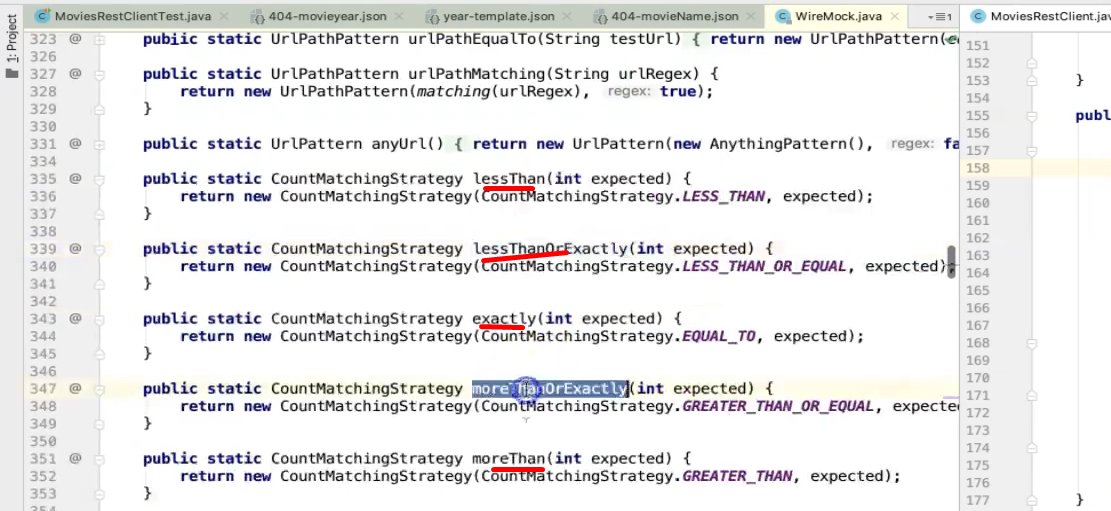 MoviesRestClientTest.java
404-movieyear.json
year-template.json
404-movieName.json
WireMock.java
1
MoviesRestClient.jav
1: Project
323 @ public static UrlPathPattern urlPathEqualTo(String testUrl) { return new UrlPathPattern(
326
327 @ public static UrlPathPattern urlPathMatching(String urlRegex) {
328 return new UrlPathPattern(matching(urlRegex), regex: true);
329 }
330
331 @ public static UrlPattern anyUrl() { return new UrlPattern(new AnythingPattern(), regex: fa
334
335 @ public static CountMatchingStrategy lessThan(int expected) {
336 return new CountMatchingStrategy(CountMatchingStrategy.LESS_THAN, expected);
337 }
338
339 @ public static CountMatchingStrategy lessThanOrExactly(int expected) {
340 return new CountMatchingStrategy(CountMatchingStrategy.LESS_THAN_OR_EQUAL, expected);
341 }
342
343 @ public static CountMatchingStrategy exactly(int expected) {
344 return new CountMatchingStrategy(CountMatchingStrategy.EQUAL_TO, expected);
345 }
346
347 @ public static CountMatchingStrategy moreThanOrExactly(int expected) {
348 return new CountMatchingStrategy(CountMatchingStrategy.GREATER_THAN_OR_EQUAL, expected
349 }
350
351 @ public static CountMatchingStrategy moreThan(int expected) {
352 return new CountMatchingStrategy(CountMatchingStrategy.GREATER_THAN, expected);
353 }
354
151
152
153 }
154
155 publ
156
157
158
159
160
161
162
163
164
165
166
167
168
169
170
171
172
173
174
175
176
177 }